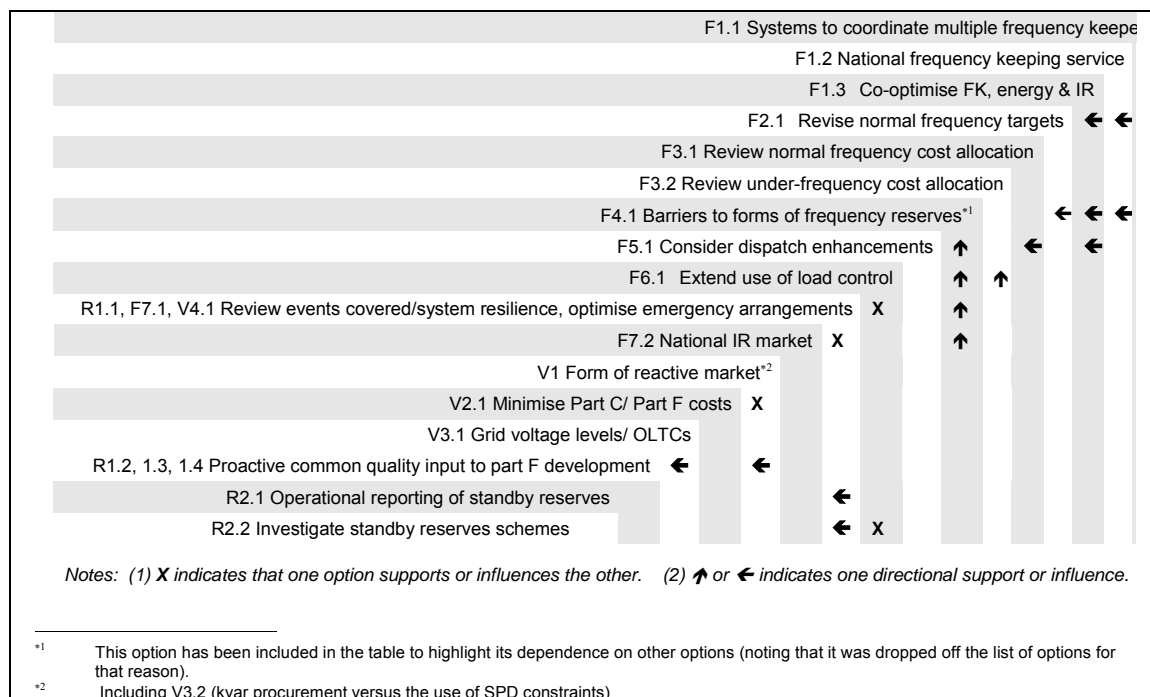 F1.1 Systems to coordinate multiple frequency keepe
F1.2 National frequency keeping service
F1.3 Co-optimise FK, energy & IR
F2.1 Revise normal frequency targets 🡸 🡸
F3.1 Review normal frequency cost allocation
F3.2 Review under-frequency cost allocation
F4.1 Barriers to forms of frequency reserves*1 🡸 🡸 🡸
F5.1 Consider dispatch enhancements 🡹 🡸 🡸
F6.1 Extend use of load control 🡹 🡹
R1.1, F7.1, V4.1 Review events covered/system resilience, optimise emergency arrangements X 🡹
F7.2 National IR market X 🡹
V1 Form of reactive market*2
V2.1 Minimise Part C/ Part F costs X
V3.1 Grid voltage levels/ OLTCs
R1.2, 1.3, 1.4 Proactive common quality input to part F development 🡸 🡸
R2.1 Operational reporting of standby reserves 🡸
R2.2 Investigate standby reserves schemes 🡸 X
Notes: (1) X indicates that one option supports or influences the other. (2) 🡹 or 🡸 indicates one directional support or influence.
*1 This option has been included in the table to highlight its dependence on other options (noting that it was dropped off the list of options for
that reason).
*2 Including V3.2 (kvar procurement versus the use of SPD constraints)